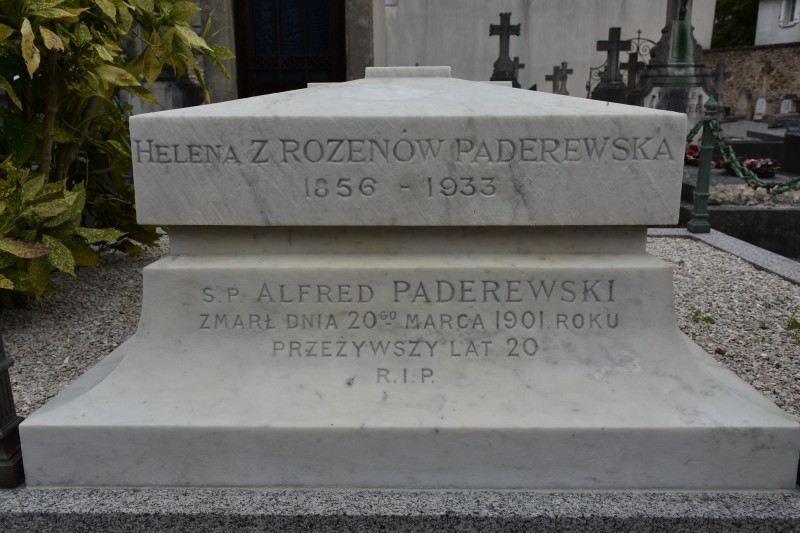 HELENA Z ROZENÓW PADEREWSKA
1856 - 1933
S.P. ALFRED PADEREWSKI
ZMARŁ DNIA 20GO MARCA 1901 ROKU
PRZEŻYWSZY LAT 20
R.I.P.